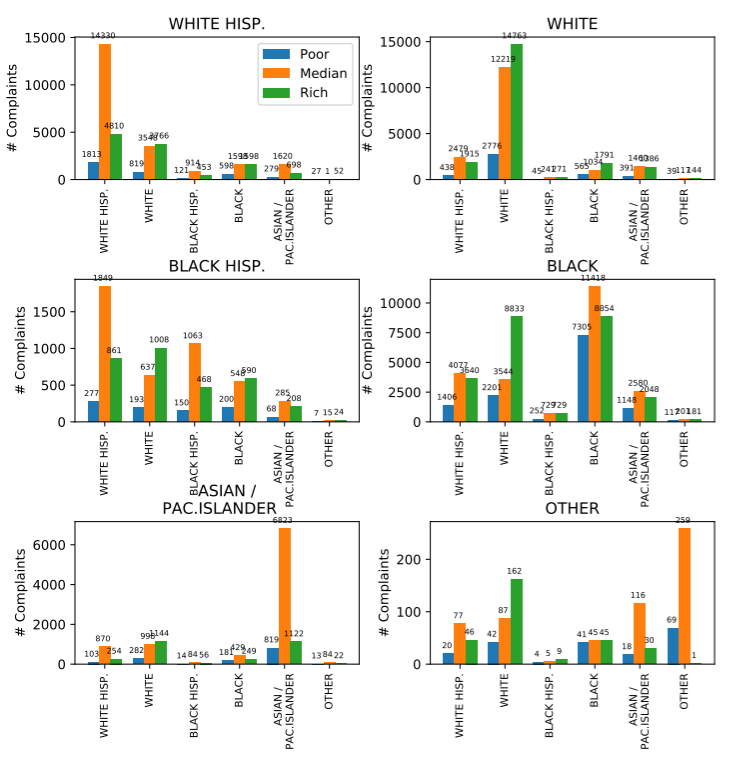 WHITE HISP.
# Complaints
15000
10000
5000
0
1813
14330
4810
819
3766
121
914
453
598
1598
279
1620
698
27 1 52
WHITE HISP.
WHITE
BLACK HISP.
BLACK
ASIAN /
PAC.ISLANDER
OTHER
Poor
Median
Rich
WHITE
# Complaints
15000
10000
5000
0
438
2479
1915
2776
12219
14763
45
241
271
565
1034
1791
391
1386
39
144
WHITE HISP.
WHITE
BLACK HISP.
BLACK
ASIAN /
PAC.ISLANDER
OTHER
BLACK HISP.
# Complaints
1500
1000
500
0
277
1849
861
193
637
1008
150
1063
468
200
590
68
285
208
7 15 24
WHITE HISP.
WHITE
BLACK HISP.
BLACK
ASIAN /
PAC.ISLANDER
OTHER
BLACK
# Complaints
10000
7500
5000
2500
0
1406
4077
3640
2201
3544
8833
252
729
729
7305
11418
8854
1148
2580
2048
181
WHITE HISP.
WHITE
BLACK HISP.
BLACK
ASIAN /
PAC.ISLANDER
OTHER
ASIAN /
PAC.ISLANDER
# Complaints
6000
4000
2000
0
103
870
254
282
1144
14 84 56
181
429
249
819
6823
1122
13 84 22
WHITE HISP.
WHITE
BLACK HISP.
BLACK
ASIAN /
PAC.ISLANDER
OTHER
OTHER
# Complaints
200
100
0
20
77
46
42
87
162
4 5 9
41 45 45
18
116
30
69
259
1
WHITE HISP.
WHITE
BLACK HISP.
BLACK
ASIAN /
PAC.ISLANDER
OTHER